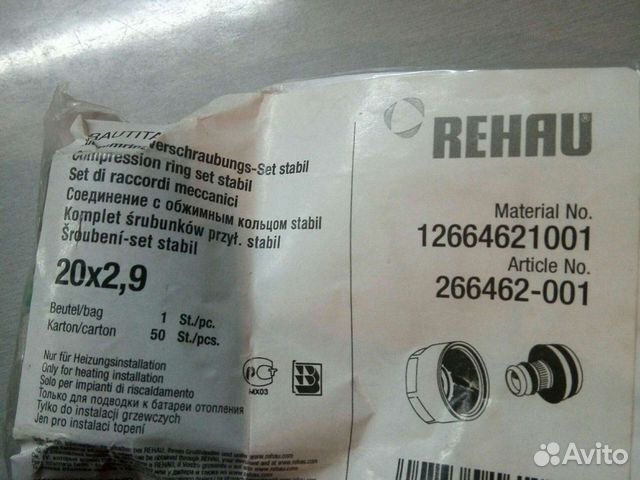 RAUTITA
verschraubungs-Set stabil
Compression ring set stabil
Set di raccordi meccanici
Соединение с обжимным кольцом stabil
Komplet śrubunków przył. stabil
Šroubení-set stabil
20x2,9
Beutel/bag 1 St./pc.
Karton/carton 50 St./pcs.
Nur für Heizungsinstallation
Only for heating installation
Solo per impianti di riscaldamento
Только для подводки к батареи отопления
Tylko do instalacji grzewczych
Jen pro instalaci topení
MX03
REHAU
Material No.
12664621001
Article No.
266462-001
Avito